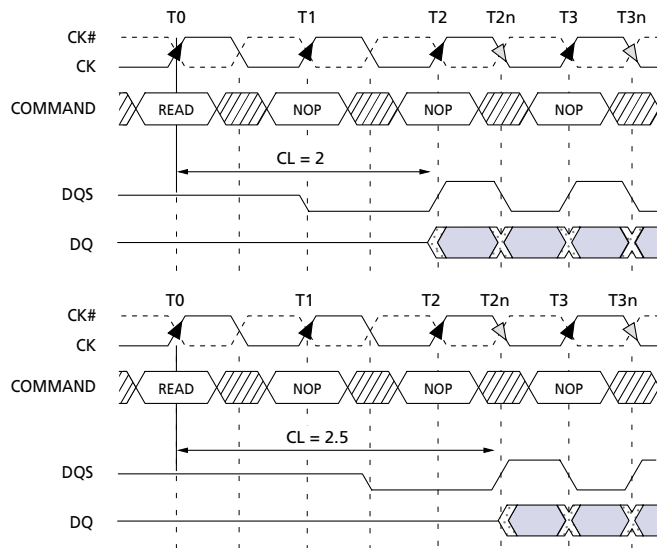 T0 T1 T2 T2n T3 T3n
CK#
CK
COMMAND READ NOP NOP NOP
CL = 2
DQS
DQ
T0 T1 T2 T2n T3 T3n
CK#
CK
COMMAND READ NOP NOP NOP
CL = 2.5
DQS
DQ